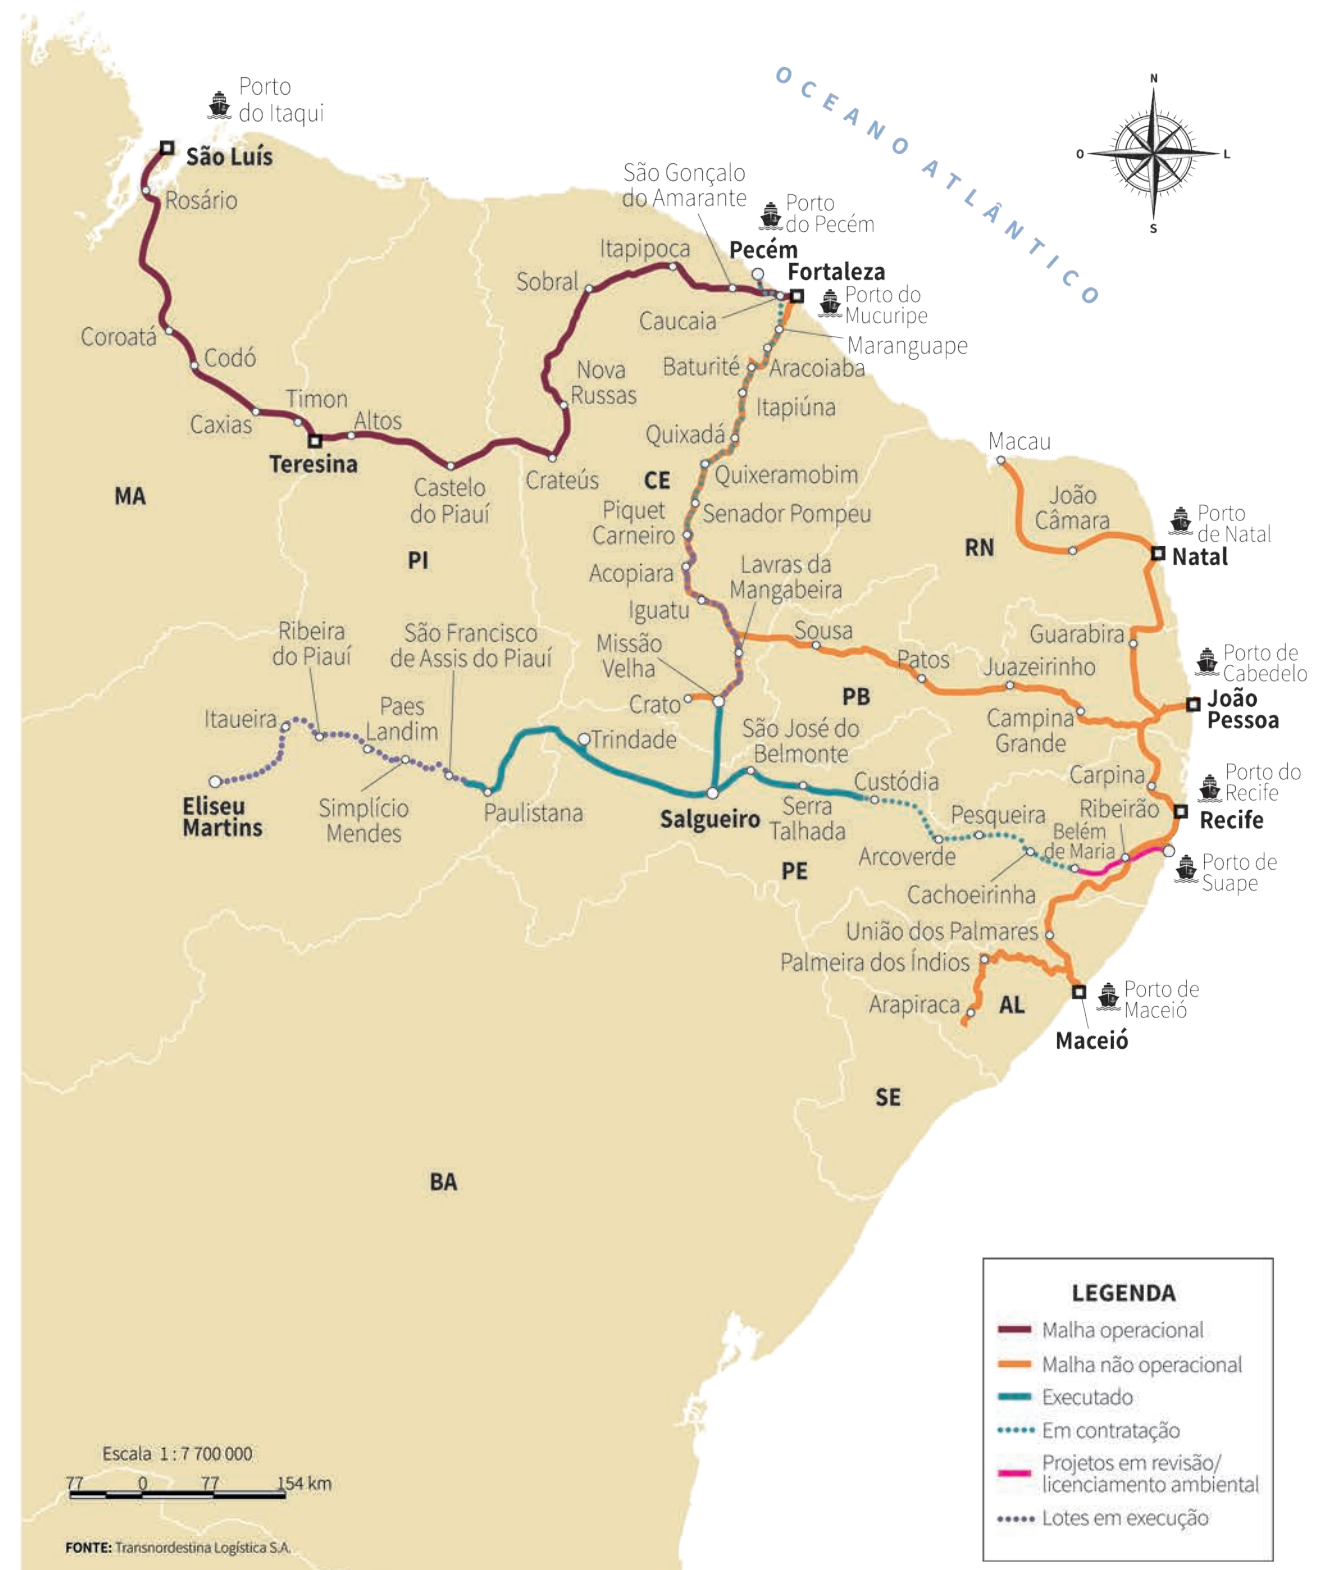 OCEANO ATLÂNTICO
N
O
L
S
Porto
do Itaqui
São Luís
Rosário
São Gonçalo
do Amarante
Porto
do Pecém
Pecém
Itapipoca
Fortaleza
Sobral
Porto do
Mucuripe
Caucaia
Coroatá
Maranguape
Codó
Baturité
Aracoiaba
Nova
Russas
Timon
Itapiúna
Caxias
Altos
Quixadá
Macau
Teresina
Quixeramobim
CE
Crateús
Castelo
do Piauí
MA
João
Câmara
Piquet
Carneiro
Senador Pompeu
Porto
de Natal
Natal
RN
PI
Acopiara
Lavras da
Mangabeira
Iguatu
Ribeira
do Piauí
São Francisco
de Assis do Piauí
Missão
Velha
Sousa
Guarabira
Porto de
Cabedelo
Patos
Juazeirinho
PB
Crato
João
Pessoa
Itaueira
Paes
Landim
Campina
Grande
São José do
Belmonte
Trindade
Carpina
Porto do
Recife
Custódia
Eliseu
Martins
Simplício
Mendes
Paulistana
Salgueiro
Serra
Talhada
Pesqueira
Ribeirão
Recife
Belém
de Maria
Arcoverde
Porto de
Suape
PE
Cachoeirinha
União dos Palmares
Palmeira dos Índios
Arapiraca
AL
Porto de
Maceió
Maceió
SE
BA
LEGENDA
Malha operacional
Malha não operacional
Executado
Em contratação
Projetos em revisão/
licenciamento ambiental
Lotes em execução
Escala 1 : 7 700 000
77 0 77 154 km
FONTE: Transnordestina Logística S.A.